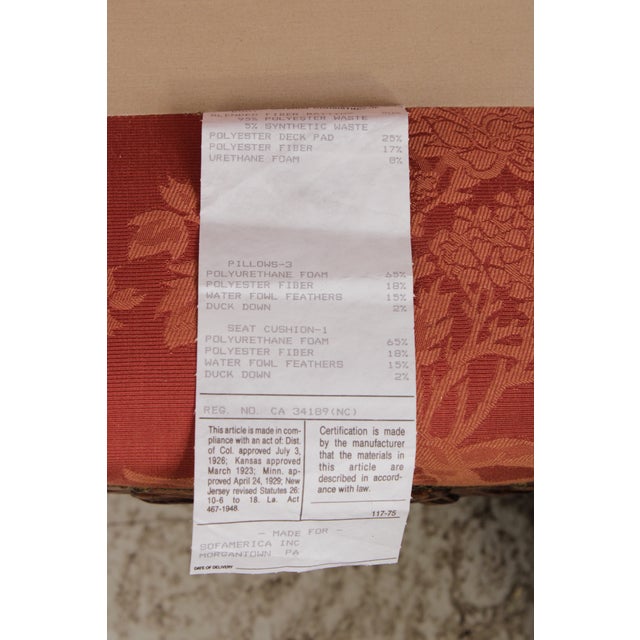 BLENDED FIBER BATTING
95% POLYESTER WASTE
5% SYNTHETIC WASTE
POLYESTER DECK PAD 25%
POLYESTER FIBER 17%
URETHANE FOAM 8%
PILLOWS-3
POLYURETHANE FOAM 65%
POLYESTER FIBER 18%
WATER FOWL FEATHERS 15%
DUCK DOWN 2%
SEAT CUSHION-1
POLYURETHANE FOAM 65%
POLYESTER FIBER 18%
WATER FOWL FEATHERS 15%
DUCK DOWN 2%
REG. NO. CA 34189(NC)
This article is made in com-
pliance with an act of: Dist.
of Col. approved July 3,
1926; Kansas approved
March 1923; Minn. ap-
proved April 24, 1929; New
Jersey revised Statutes 26:
10-6 to 18. La. Act
467-1948.
Certification is made
by the manufacturer
that the materials in
this article are
described in accord-
ance with law.
117-75
- MADE FOR -
SOFAMERICA INC
MORGANTOWN PA
DATE OF DELIVERY